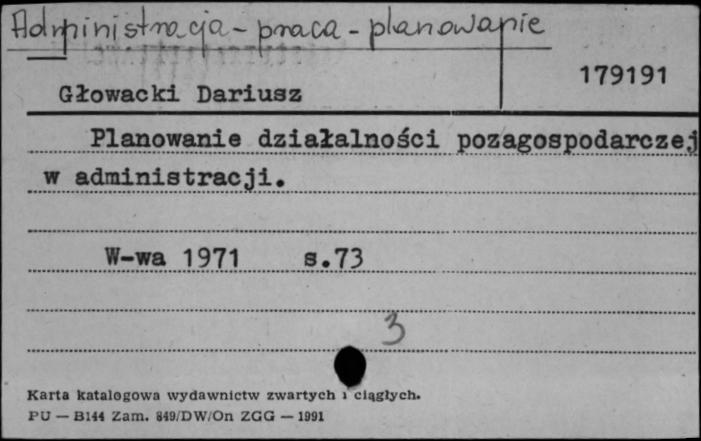 Administracja - praca - planowanie
179191
Głowacki Dariusz
Planowanie działalności pozagospodarczej
w administracji.
W-wa 1971 s.73
3
Karta katalogowa wydawnictw zwartych i ciągłych.
PU — B144 Zam. 849/DW/On ZGG — 1991